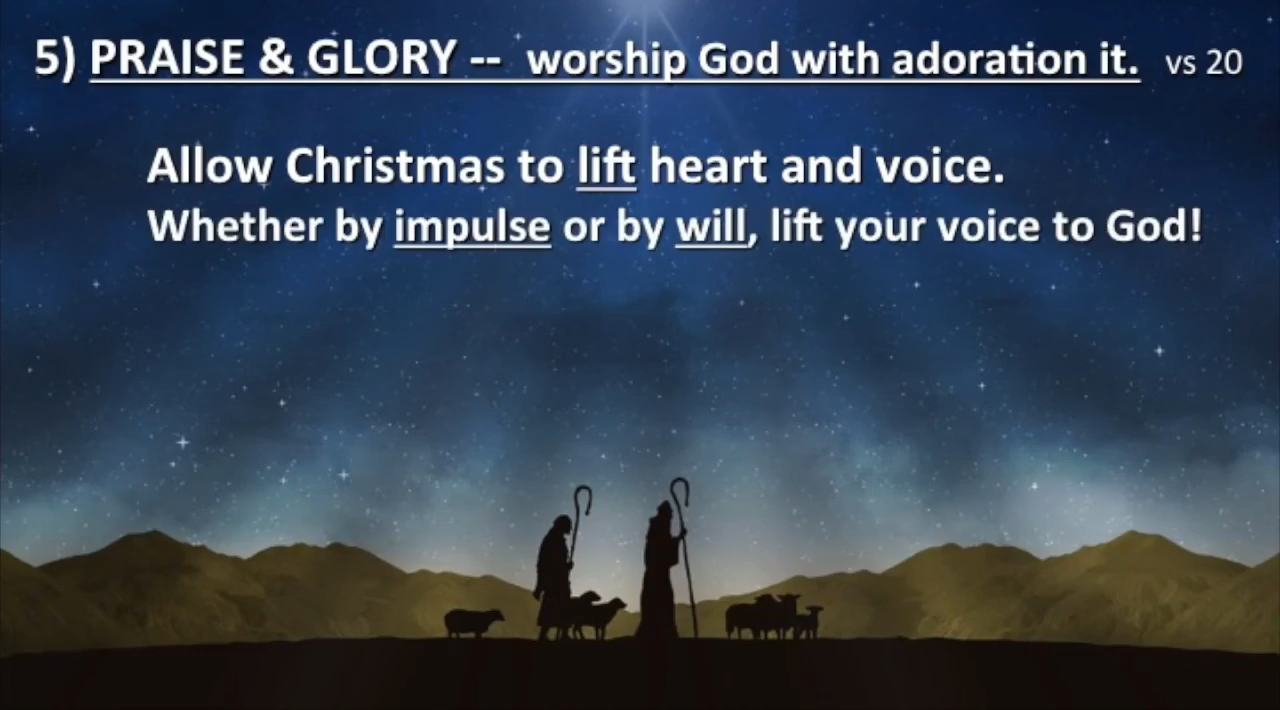 5) PRAISE & GLORY -- worship God with adoration it. vs 20
Allow Christmas to lift heart and voice.
Whether by impulse or by will, lift your voice to God!